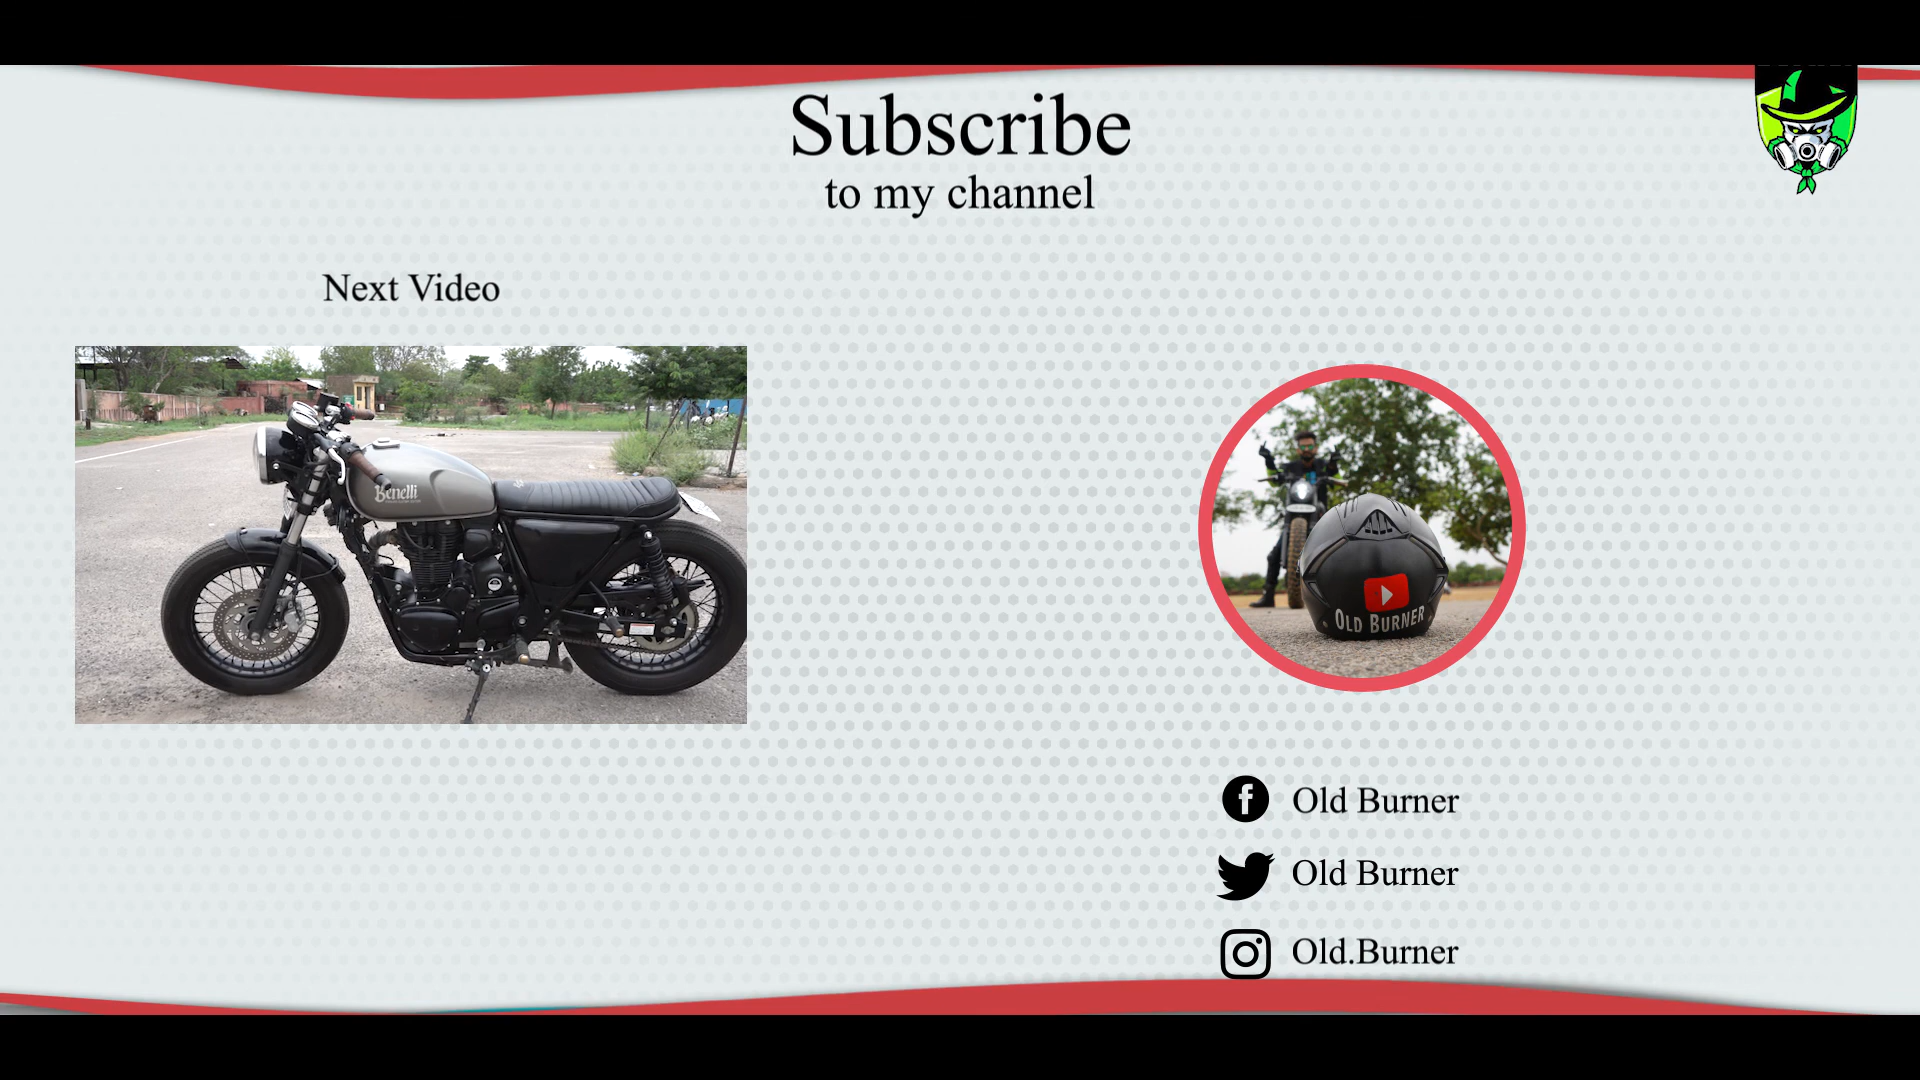 Subscribe
to my channel
Next Video
Benelli
OLD BURNER
Old Burner
Old Burner
Old.Burner